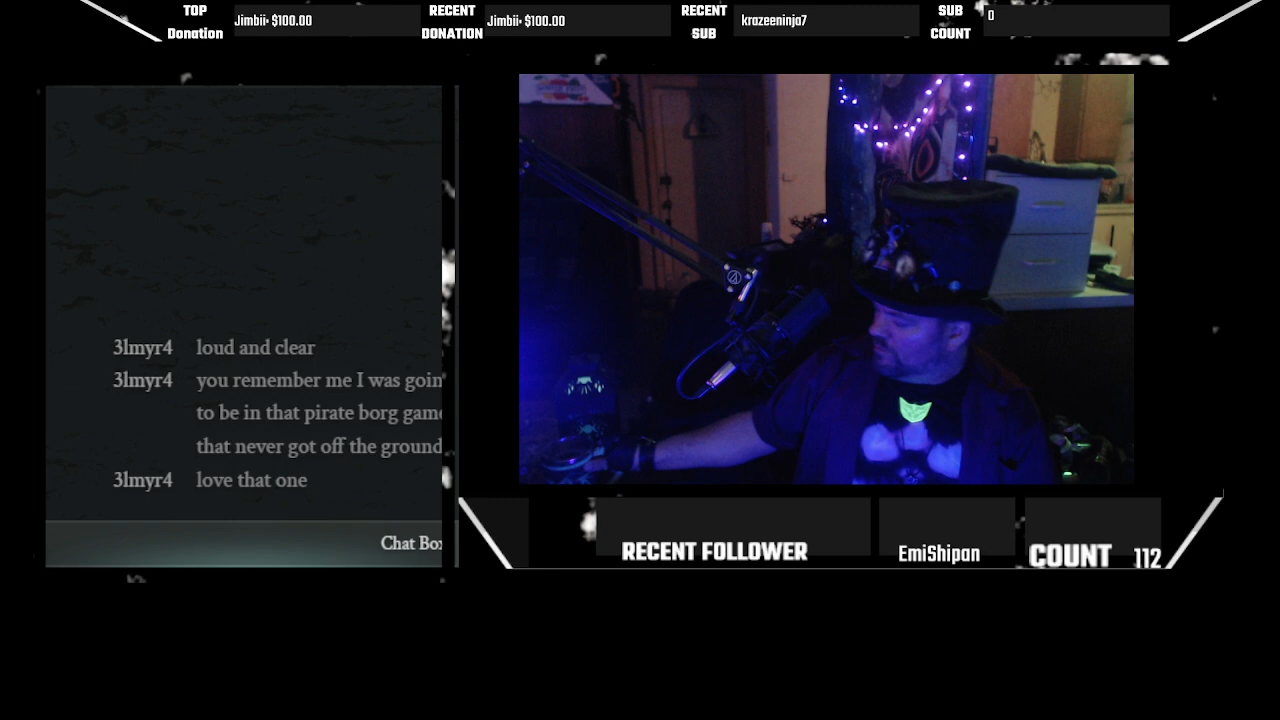 TOP
Donation
Jimbii• $100.00
RECENT
DONATION
Jimbii• $100.00
RECENT
SUB
krazeeninja7
SUB
COUNT
0
3lmyr4 loud and clear
3lmyr4 you remember me I was goin
to be in that pirate borg game
that never got off the ground
3lmyr4 love that one
Chat Box
RECENT FOLLOWER
EmiShipan
COUNT 112